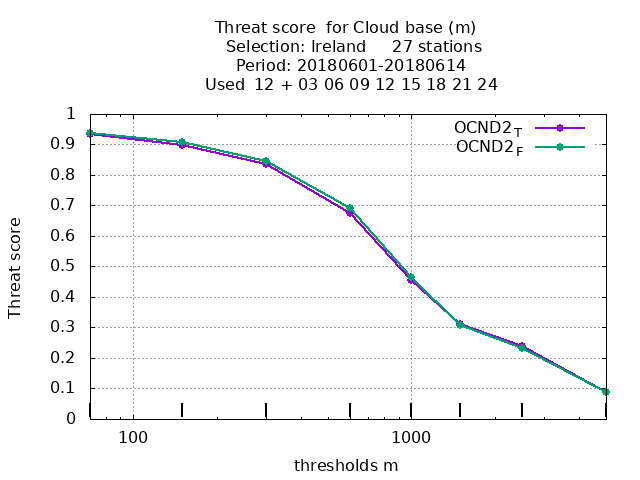 Threat score for Cloud base (m)
Selection: Ireland 27 stations
Period: 20180601-20180614
Used 12 + 03 06 09 12 15 18 21 24
OCND2T
OCND2F
1
0.9
0.8
0.7
0.6
0.5
0.4
0.3
0.2
0.1
0
Threat score
100 1000
thresholds m